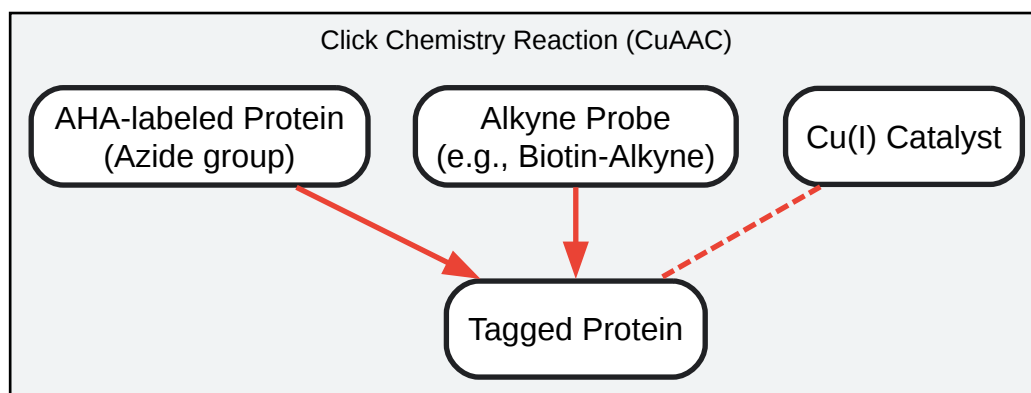 Click Chemistry Reaction (CuAAC)
AHA-labeled Protein
(Azide group)
Alkyne Probe
(e.g., Biotin-Alkyne)
Cu(I) Catalyst
Tagged Protein